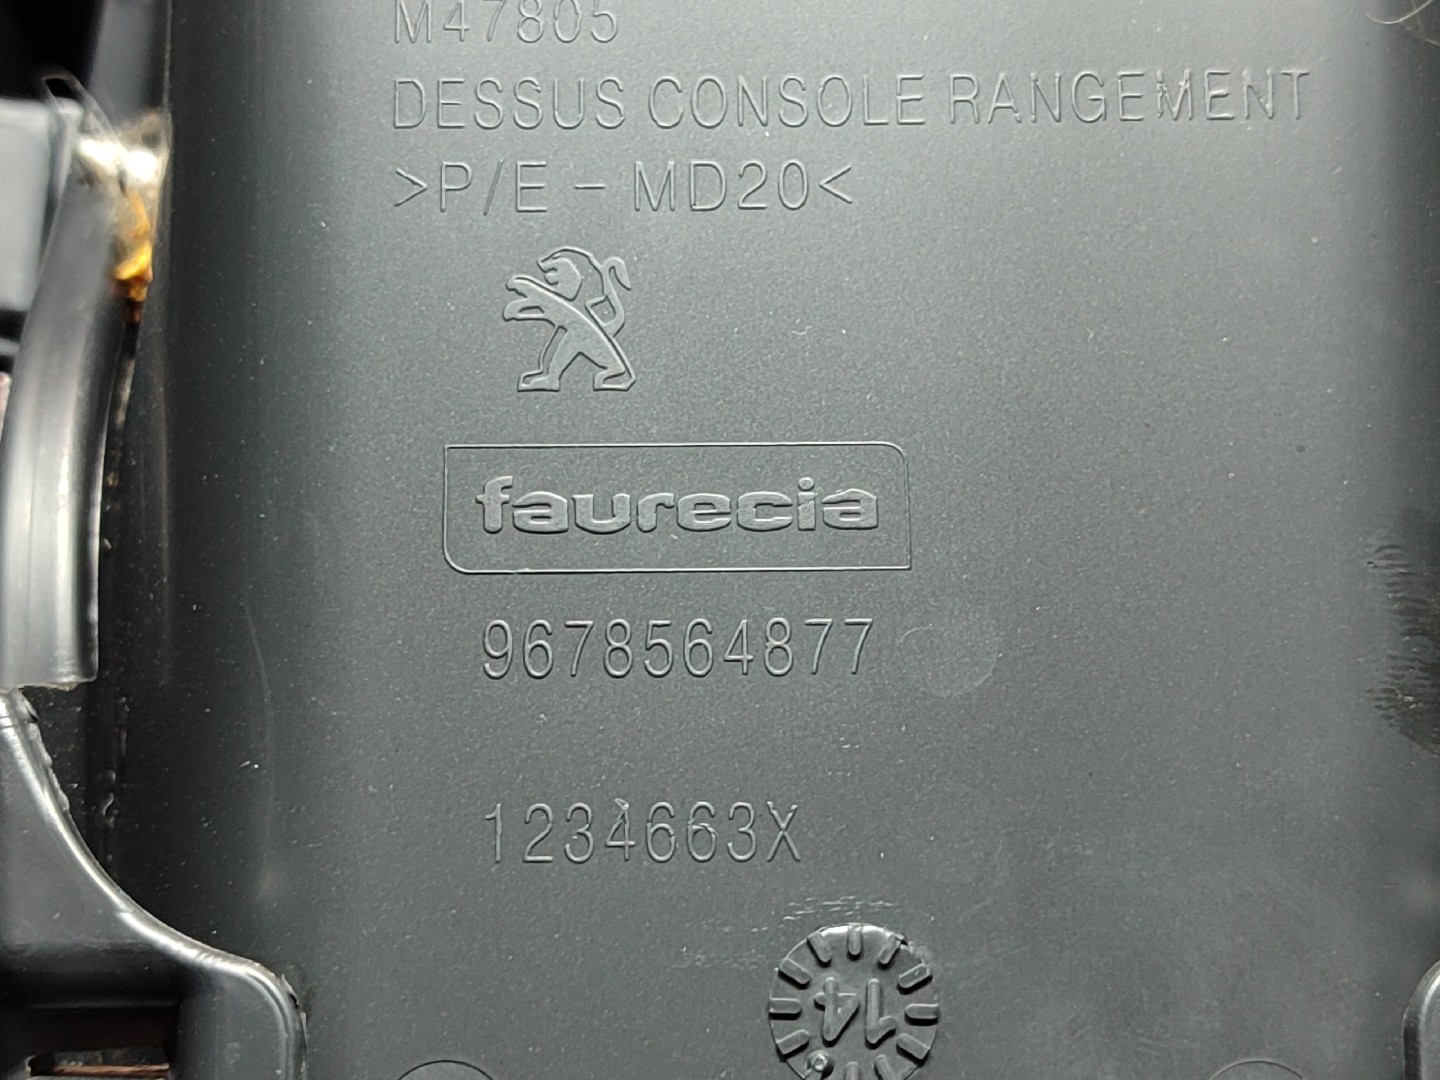 M47805
DESSUS CONSOLE RANGEMENT
>P/E - MD20<
faurecia
9678564877
1234663X
14